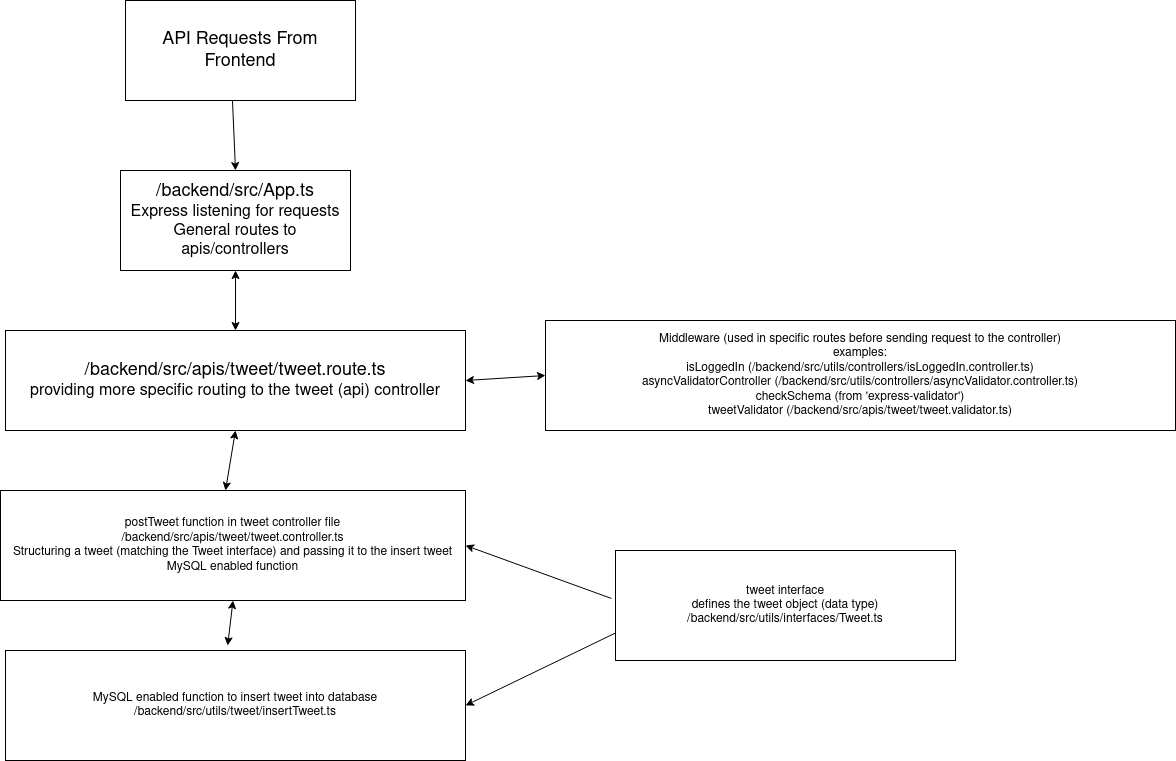 API Requests From
Frontend
/backend/src/App.ts
Express listening for requests
General routes to
apis/controllers
/backend/src/apis/tweet/tweet.route.ts
providing more specific routing to the tweet (api) controller
Middleware (used in specific routes before sending request to the controller)
examples:
isLoggedIn (/backend/src/utils/controllers/isLoggedIn.controller.ts)
asyncValidatorController (/backend/src/utils/controllers/asyncValidator.controller.ts)
checkSchema (from 'express-validator')
tweetValidator (/backend/src/apis/tweet/tweet.validator.ts)
postTweet function in tweet controller file
/backend/src/apis/tweet/tweet.controller.ts
Structuring a tweet (matching the Tweet interface) and passing it to the insert tweet
MySQL enabled function
tweet interface
defines the tweet object (data type)
/backend/src/utils/interfaces/Tweet.ts
MySQL enabled function to insert tweet into database
/backend/src/utils/tweet/insertTweet.ts